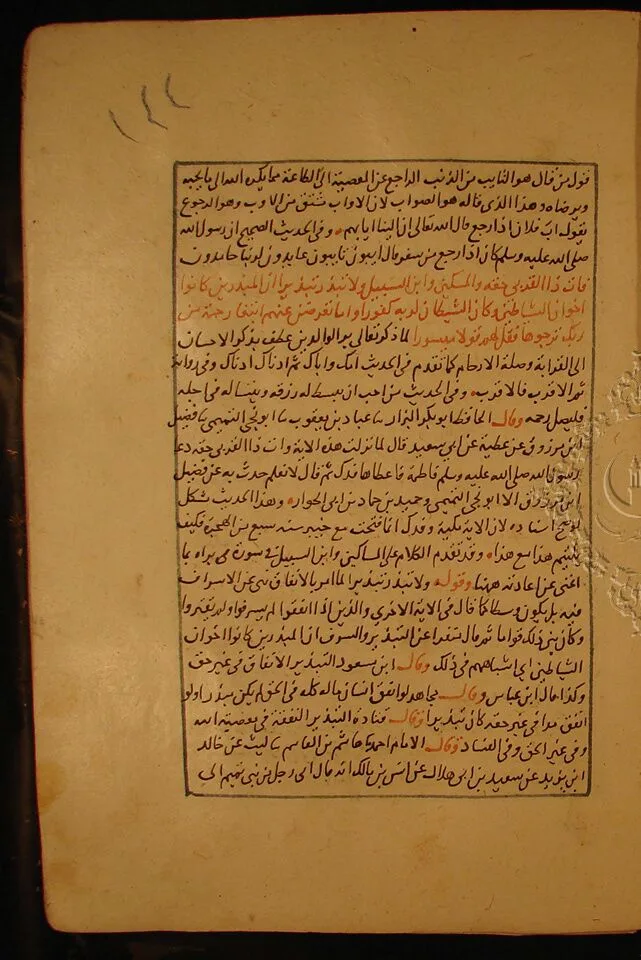 ١٤٤
قول من قال هو التايب من الذنب الراجع عن المعصية الى الطاعة مما يكره الله الى ما يحبه
ويرضاه وهذا الذي قاله هو الصواب لان الاواب مشتق من الاوب وهو الرجوع
يقوله اب فلان اذا رجع قال الله تعالى ان الينا ايابهم وفي الحديث الصحيح ان رسول الله
صلى الله عليه وسلم كان اذا رجع من سفر قال ايبون تايبون عابدون لربنا حامدون
وات ذا القربى حقه والمسكين وابن السبيل ولا تبذر تبذيرا ان المبذرين كانوا
اخوان الشياطين وكان الشيطان لربه كفورا واما تعرضن عنهم ابتغا رحمة من
ربك ترجوها فقل لهم قولا ميسورا لما ذكر تعالى بر الوالدين عطف بذكر الاحسان
الى القرابة وصلة الارحام كما تقدم في الحديث امك واباك ثم ادناك ادناك وفي رواية
ثم الاقرب فالاقرب وفي الحديث من احب ان يبسط له رزقه وينسا له في اجله
فليصل رحمه وقال الحافظ ابو بكر البزار ثنا عباد بن يعقوب ثنا ابو يحي التيمي ثنا فضيل
ابن مرزوق عن عطية عن ابي سعيد قال لما نزلت هذه الاية وات ذا القربى حقه دعا
رسول الله صلى الله عليه وسلم فاطمة فاعطاها فدك ثم قال لا نعلم حدث به عن فضيل
ابن مرزوق الا ابو يحي التيمي وحميد بن حماد بن ابي الخوار وهذا الحديث مشكل
لو صح اسناده لان الاية مكية وفدك انما فتحت مع خيبر سنة سبع من الهجرة فكيف
يلتيم هذا مع هذا وقد تقدم الكلام على المساكين وابن السبيل في سورة براه بما
اغنى عن اعادته ههنا وقوله ولا تبذر تبذيرا لما امر بالانفاق نهى عن الاسراف
فيه بل يكون وسطا كما قال في الاية الاخرى والذين اذا انفقوا لم يسرفوا ولم يقتروا
وكان بين ذلك قواما ثم قال منفرا عن التبذير والسرف ان المبذرين كانوا اخوان
الشياطين اي اشباههم في ذلك وقال ابن مسعود التبذير الانفاق في غير حق
وكذا قال ابن عباس وقال مجاهد لو انفق انسان ماله كله في الحق لم يكن مبذرا ولو
انفق مدا في غير حقه كان تبذيرا وقال قتادة التبذير النفقة في معصية الله
وفي غير الحق وفي الفساد وقال الامام احمد ثنا هاشم بن القاسم ثنا ليث عن خالد
ابن يزيد عن سعيد بن ابي هلال عن انس بن مالك انه قال اتى رجل من بني تميم الى